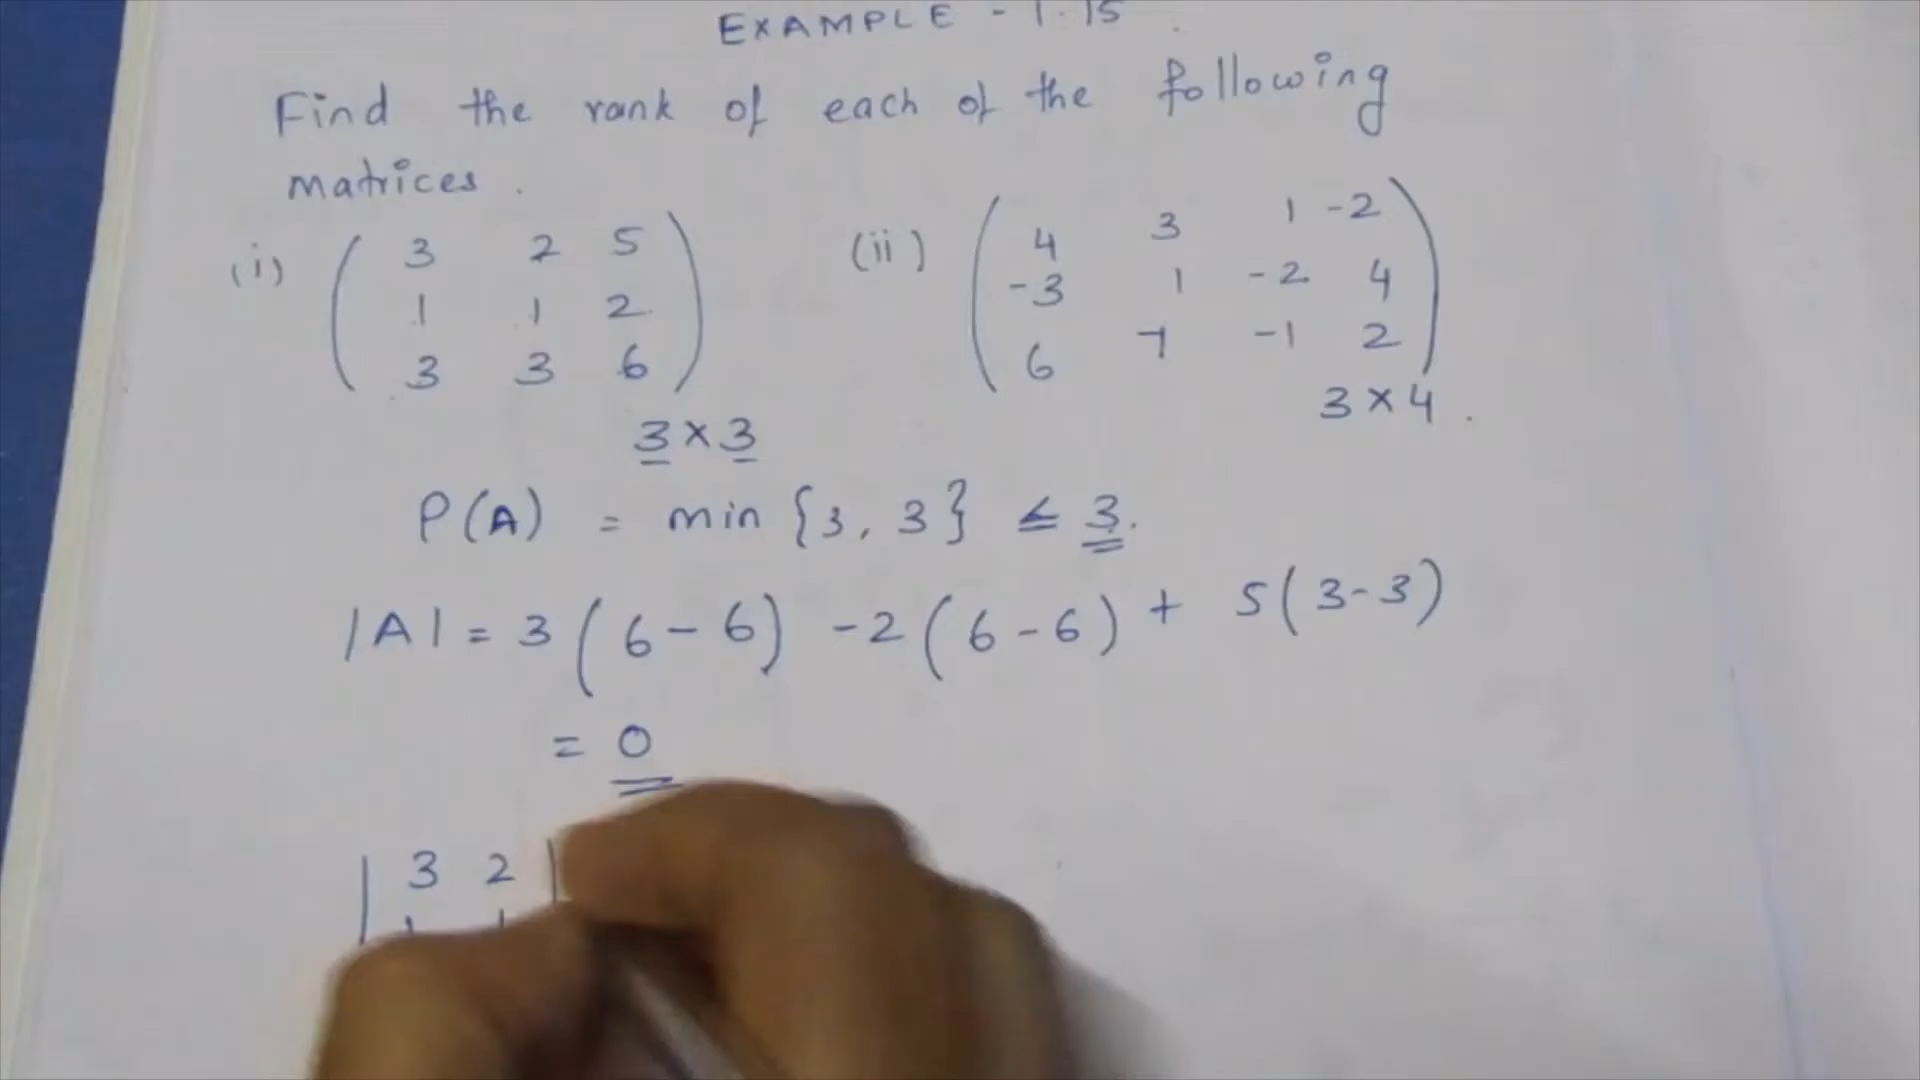 EXAMPLE - 1.15
Find the rank of each of the following
matrices.
(i) ( 3 2 5 ) (ii) ( 4 3 1 -2 )
1 1 2 -3 1 -2 4
3 3 6 6 7 -1 2
3×3 3×4.
P(A) = min {3, 3} ≤ 3.
|A| = 3(6-6) -2(6-6) + 5(3-3)
= 0
| 3 2 |
1 1